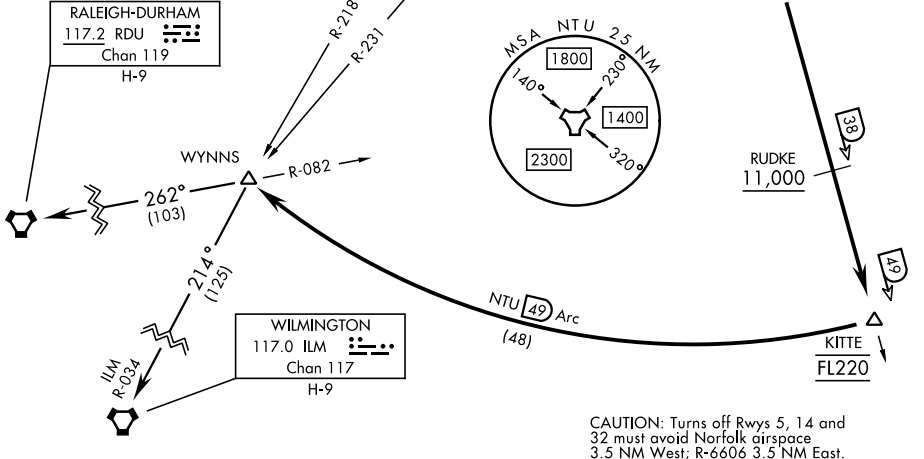 RALEIGH-DURHAM
117.2 RDU
Chan 119
H-9
R-218
R-231
MSA NTU 25 NM
1800
140°
230°
1400
2300
320°
38
RUDKE
11,000
WYNNS
R-082
262°
(103)
214°
(125)
49
NTU 49 Arc
(48)
KITTE
FL220
WILMINGTON
117.0 ILM
Chan 117
H-9
ILM
R-034
CAUTION: Turns off Rwys 5, 14 and
32 must avoid Norfolk airspace
3.5 NM West; R-6606 3.5 NM East.